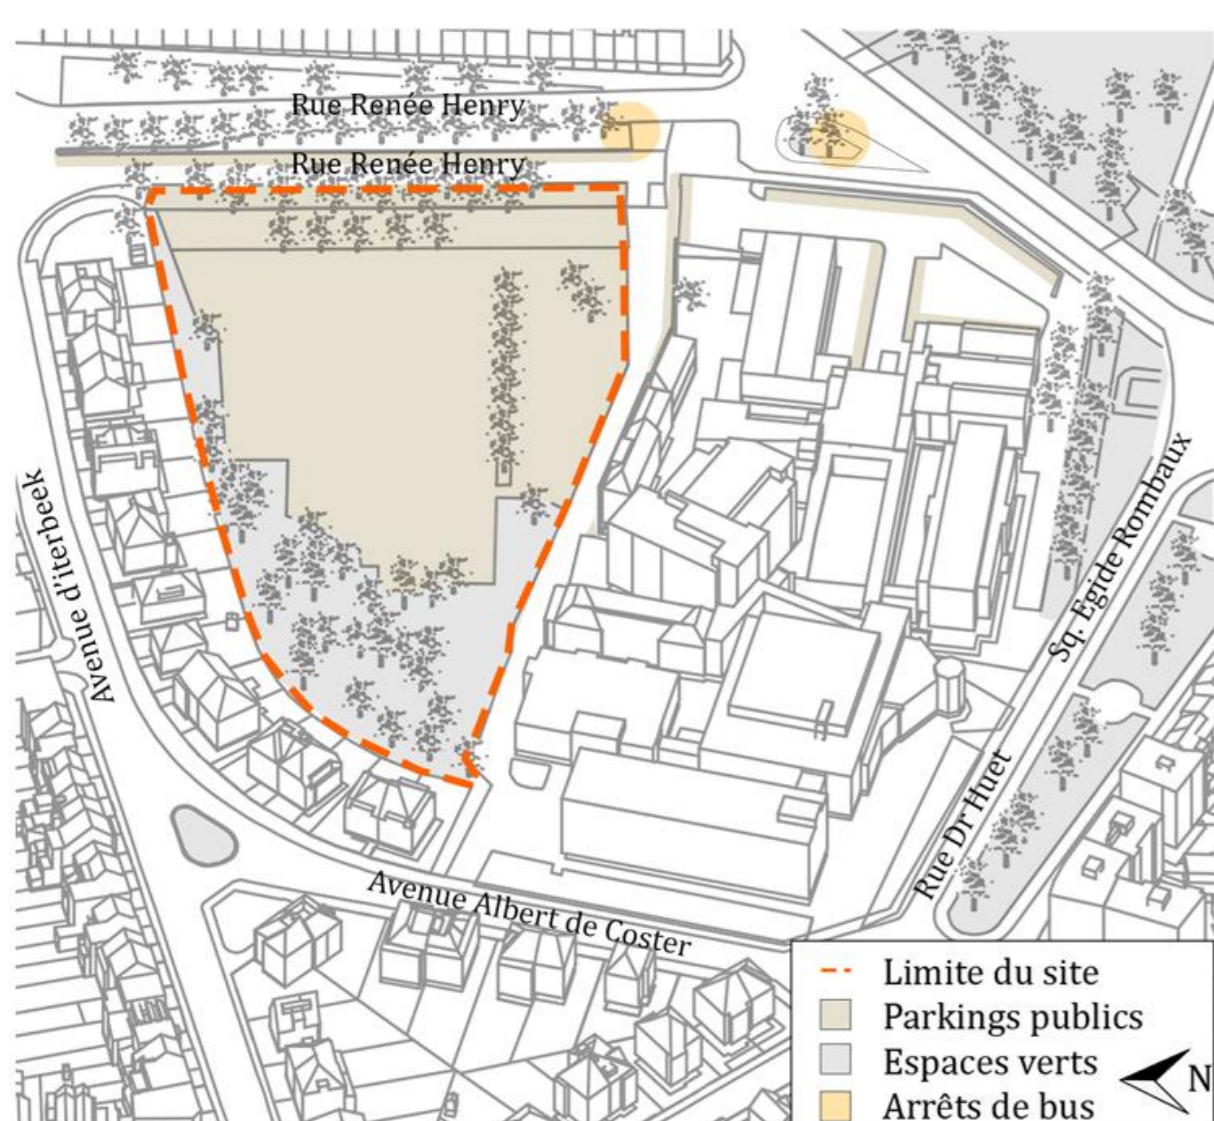 Rue Renée Henry
Rue Renée Henry
Avenue d'iterbeek
Sq. Egide Rombaux
Rue Dr Huet
Avenue Albert de Coster
Limite du site
Parkings publics
Espaces verts
N
Arrêts de bus